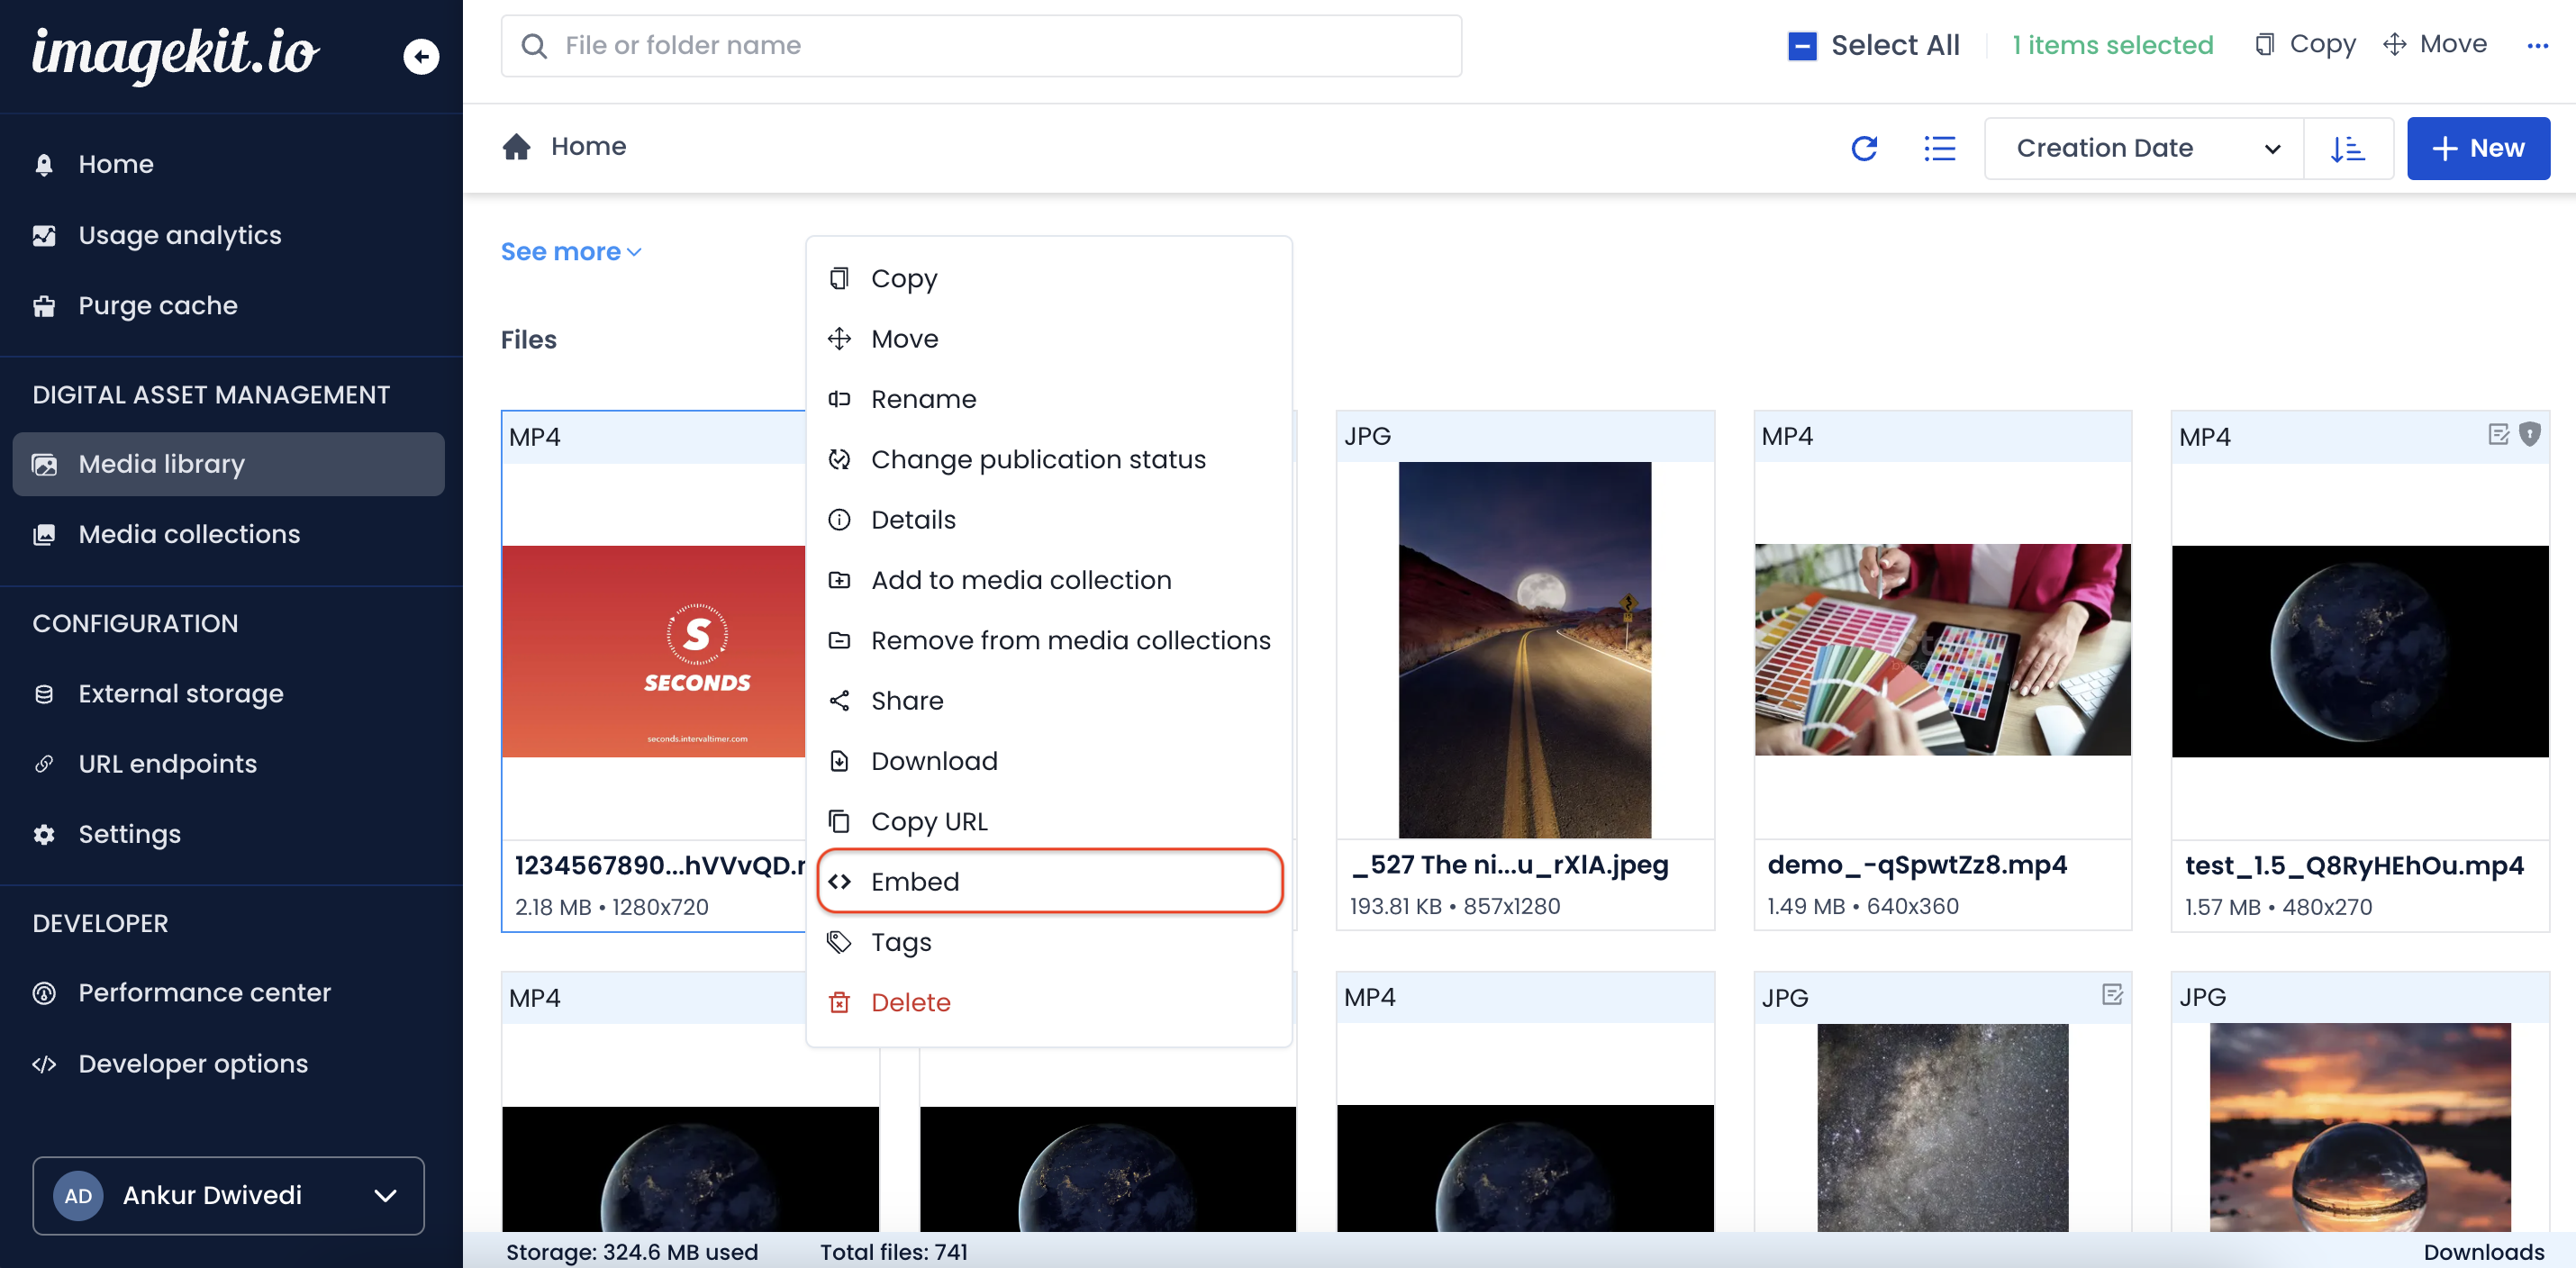 imagekit.io
Home
Usage analytics
Purge cache
DIGITAL ASSET MANAGEMENT
Media library
Media collections
CONFIGURATION
External storage
URL endpoints
Settings
DEVELOPER
Performance center
Developer options
AD Ankur Dwivedi
File or folder name
Select All
1 items selected
Copy
Move
Home
Creation Date
New
See more
Files
Copy
Move
Rename
Change publication status
Details
Add to media collection
Remove from media collections
Share
Download
Copy URL
Embed
Tags
Delete
MP4
S
SECONDS
seconds.intervaltimer.com
1234567890...hVVvQD.
2.18 MB • 1280x720
JPG
_527 The ni...u_rXIA.jpeg
193.81 KB • 857x1280
MP4
demo_-qSpwtZz8.mp4
1.49 MB • 640x360
MP4
test_1.5_Q8RyHEhOu.mp4
1.57 MB • 480x270
MP4
MP4
JPG
JPG
Storage: 324.6 MB used
Total files: 741
Downloads